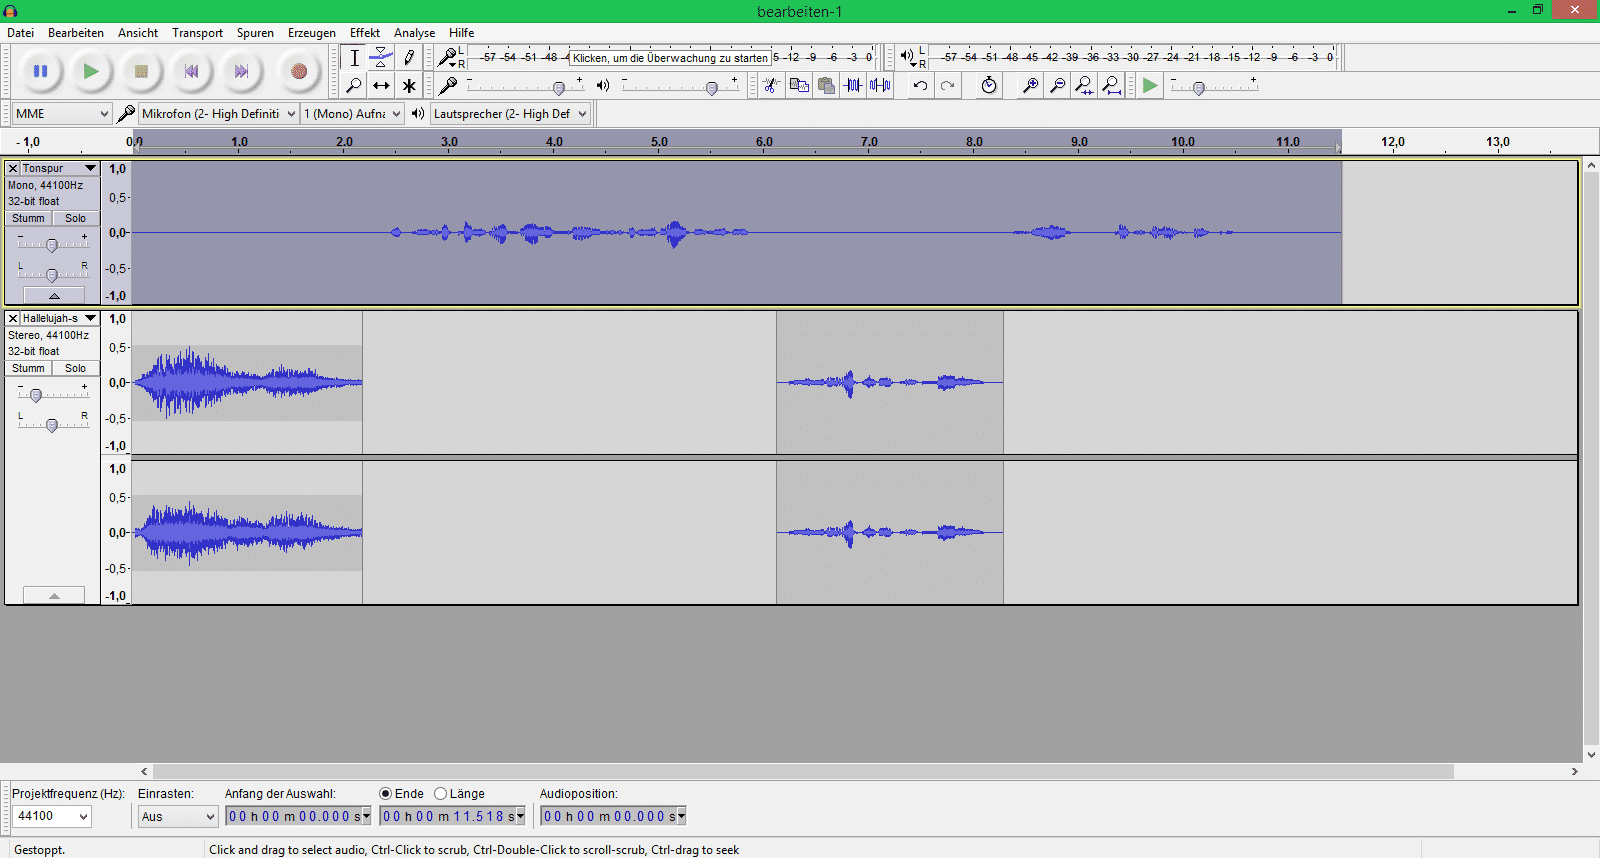 bearbeiten-1
Datei Bearbeiten Ansicht Transport Spuren Erzeugen Effekt Analyse Hilfe
L R -57 -54 -51 -48 -4 Klicken, um die Überwachung zu starten 5 -12 -9 -6 -3 0 L R -57 -54 -51 -48 -45 -42 -39 -36 -33 -30 -27 -24 -21 -18 -15 -12 -9 -6 -3 0
- + - + - +
MME Mikrofon (2- High Definiti 1 (Mono) Aufna Lautsprecher (2- High Def
- 1,0 0,0 1,0 2,0 3,0 4,0 5,0 6,0 7,0 8,0 9,0 10,0 11,0 12,0 13,0
X Tonspur 1,0
Mono, 44100Hz
32-bit float 0,5-
Stumm Solo
- + 0,0-
L R -0,5-
-1,0
X Hallelujah-s 1,0
Stereo, 44100Hz
32-bit float 0,5-
Stumm Solo
- + 0,0-
L R -0,5-
-1,0
1,0
0,5-
0,0-
-0,5-
-1,0
Projektfrequenz (Hz): Einrasten: Anfang der Auswahl: Ende Länge Audioposition:
44100 Aus 00 h 00 m 00.000 s 00 h 00 m 11.518 s 00 h 00 m 00.000 s
Gestoppt. Click and drag to select audio, Ctrl-Click to scrub, Ctrl-Double-Click to scroll-scrub, Ctrl-drag to seek